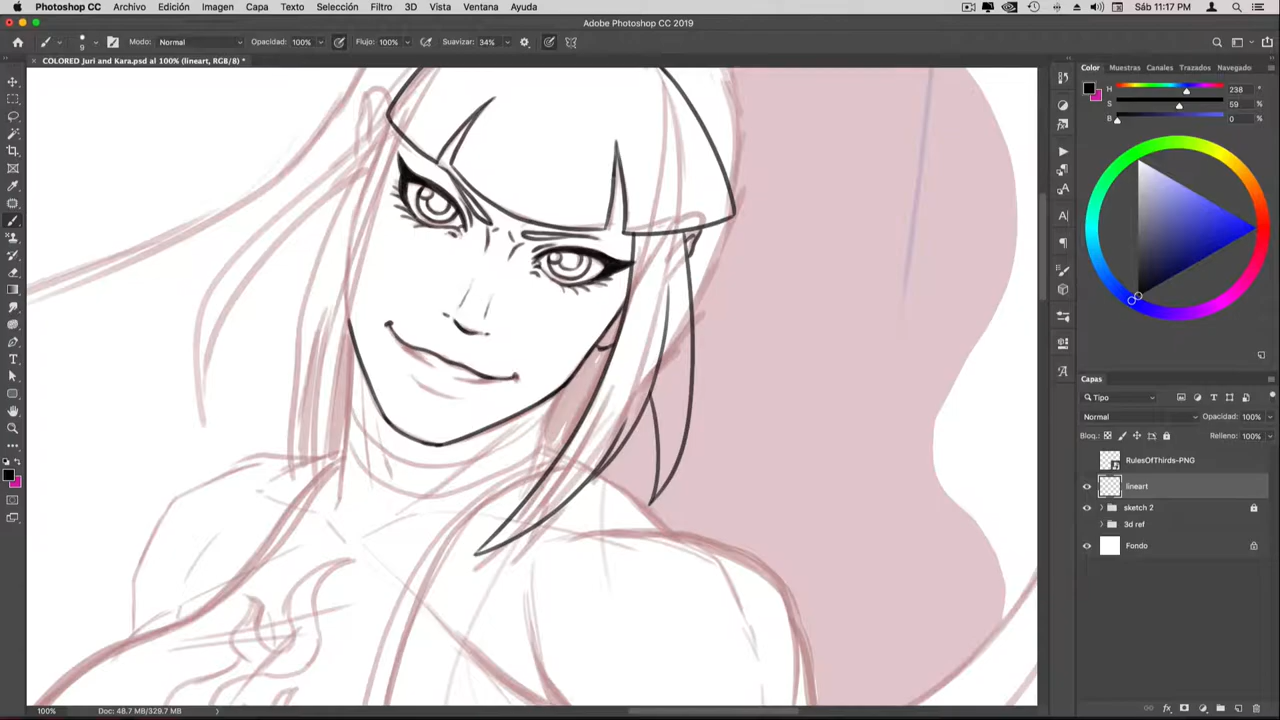 Photoshop CC Archivo Edición Imagen Capa Texto Selección Filtro 3D Vista Ventana Ayuda Sáb 11:17 PM
Adobe Photoshop CC 2019
9 Modo: Normal Opacidad: 100% Flujo: 100% Suavizar: 34%
COLORED Juri and Kara.psd al 100% (lineart, RGB/8) *
Color Muestras Canales Trazados Navegado
H 238 °
S 59 %
B 0 %
Capas
Tipo
Normal Opacidad: 100%
Bloq.: Relleno: 100%
RulesOfThirds-PNG
lineart
sketch 2
3d ref
Fondo
100% Doc: 48.7 MB/329.7 MB